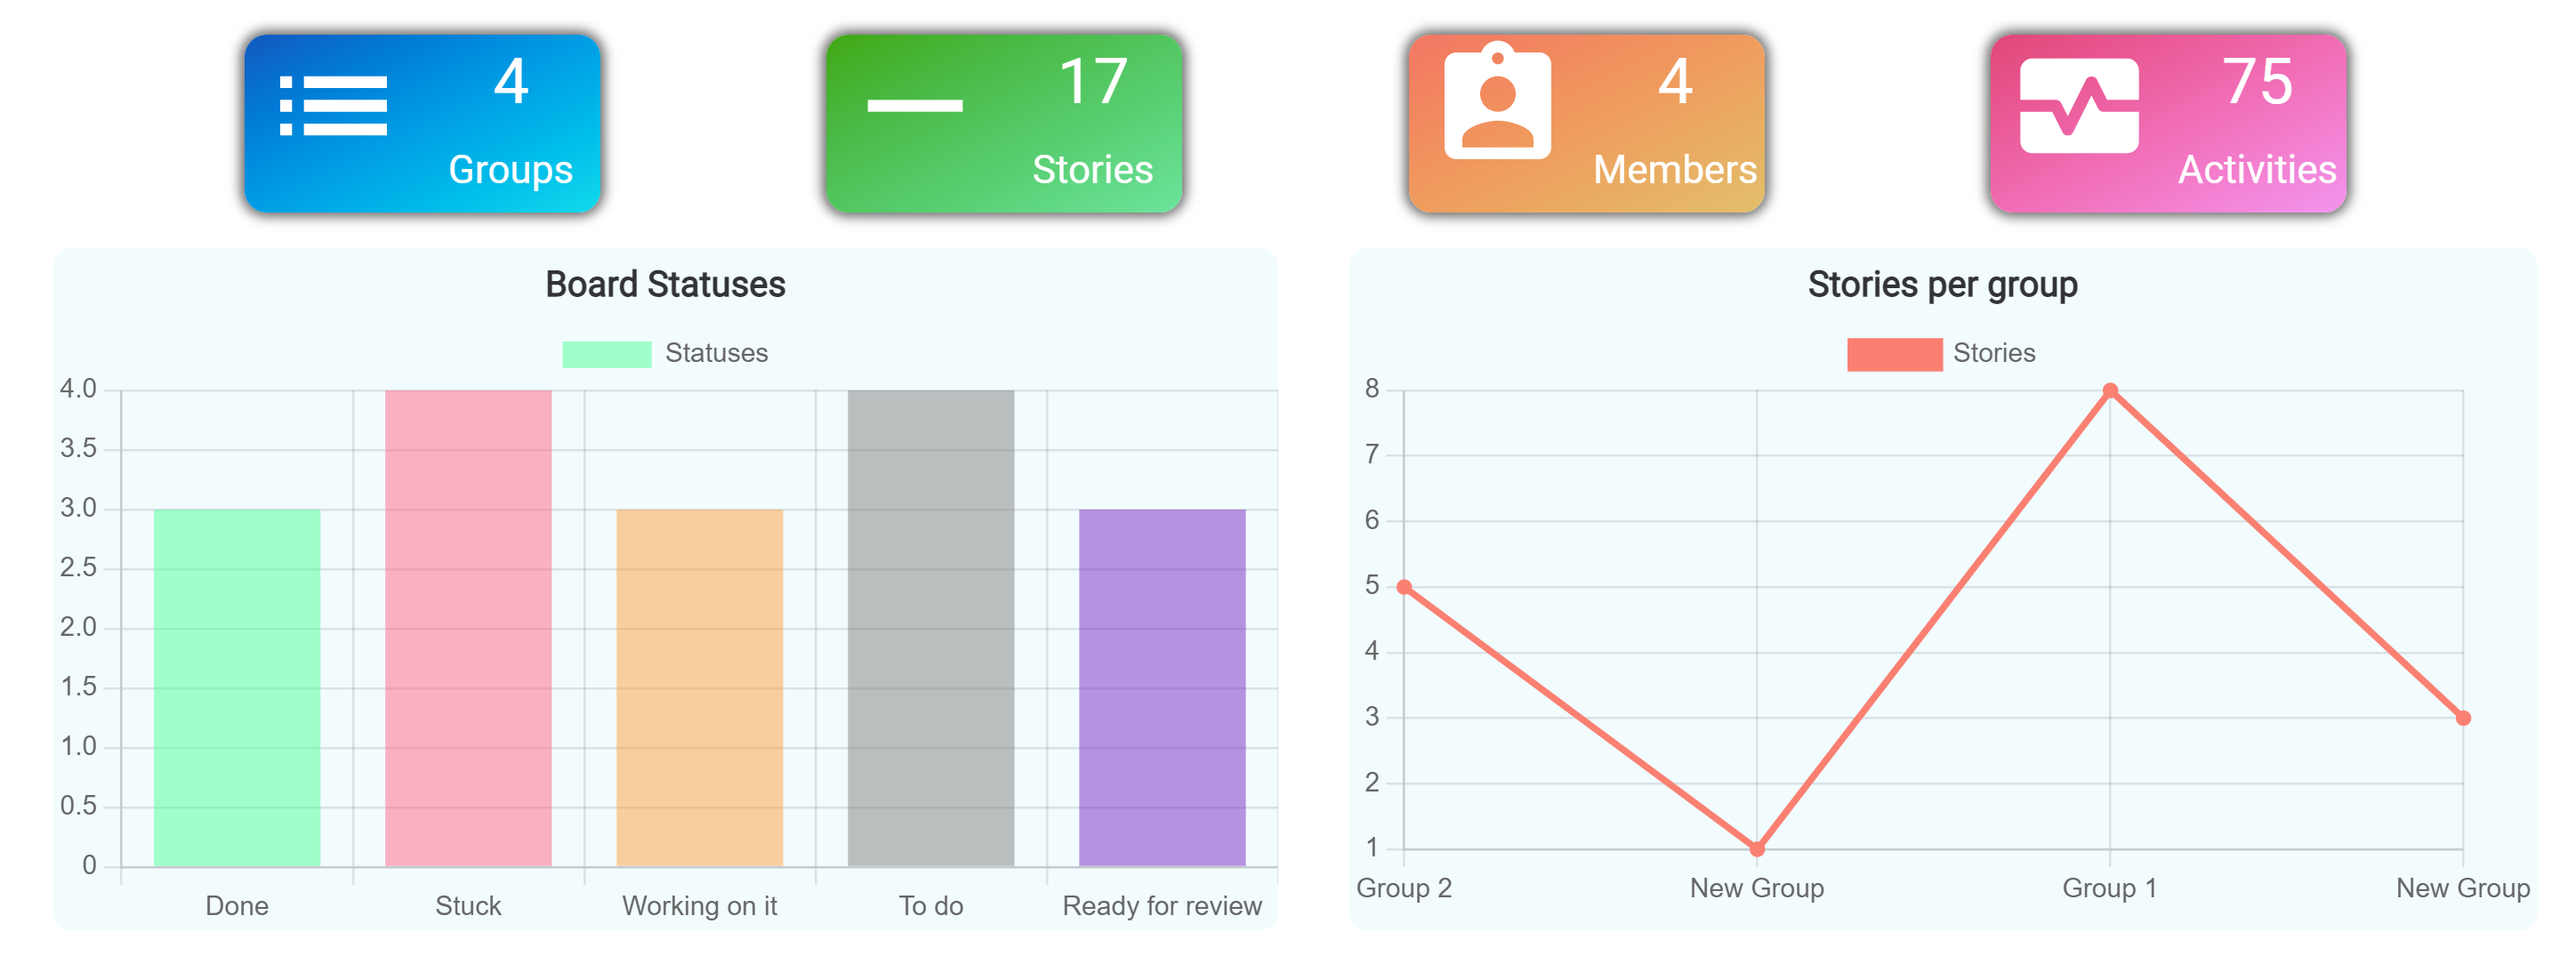 4
Groups
17
Stories
4
Members
75
Activities
Board Statuses
Statuses
4.0
3.5
3.0
2.5
2.0
1.5
1.0
0.5
0
Done Stuck Working on it To do Ready for review
Stories per group
Stories
8
7
6
5
4
3
2
1
Group 2 New Group Group 1 New Group